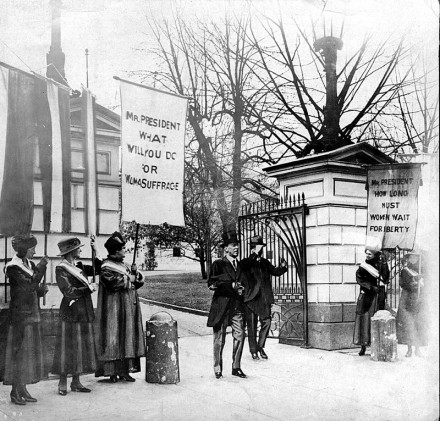 MR. PRESIDENT
WHAT
WILL YOU DO
FOR
WOMAN SUFFRAGE
MR. PRESIDENT
HOW LONG
MUST
WOMEN WAIT
FOR LIBERTY